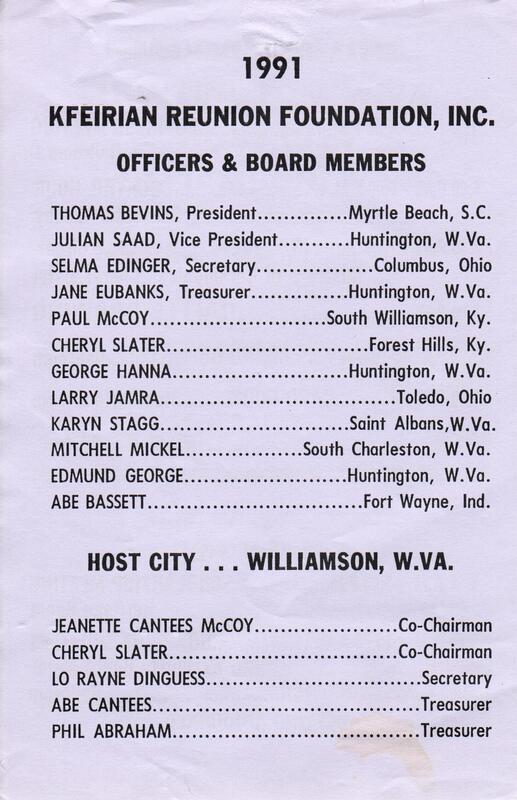 1991
KFEIRIAN REUNION FOUNDATION, INC.
OFFICERS & BOARD MEMBERS
THOMAS BEVINS, President..............Myrtle Beach, S.C.
JULIAN SAAD, Vice President...........Huntington, W.Va.
SELMA EDINGER, Secretary..................Columbus, Ohio
JANE EUBANKS, Treasurer...............Huntington, W.Va.
PAUL McCOY...........................South Williamson, Ky.
CHERYL SLATER...............................Forest Hills, Ky.
GEORGE HANNA...........................Huntington, W.Va.
LARRY JAMRA....................................Toledo, Ohio
KARYN STAGG.............................Saint Albans, W.Va.
MITCHELL MICKEL..................South Charleston, W.Va.
EDMUND GEORGE.........................Huntington, W.Va.
ABE BASSETT.................................Fort Wayne, Ind.
HOST CITY . . . WILLIAMSON, W.VA.
JEANETTE CANTEES McCOY......................Co-Chairman
CHERYL SLATER...................................Co-Chairman
LO RAYNE DINGUESS.................................Secretary
ABE CANTEES.........................................Treasurer
PHIL ABRAHAM......................................Treasurer